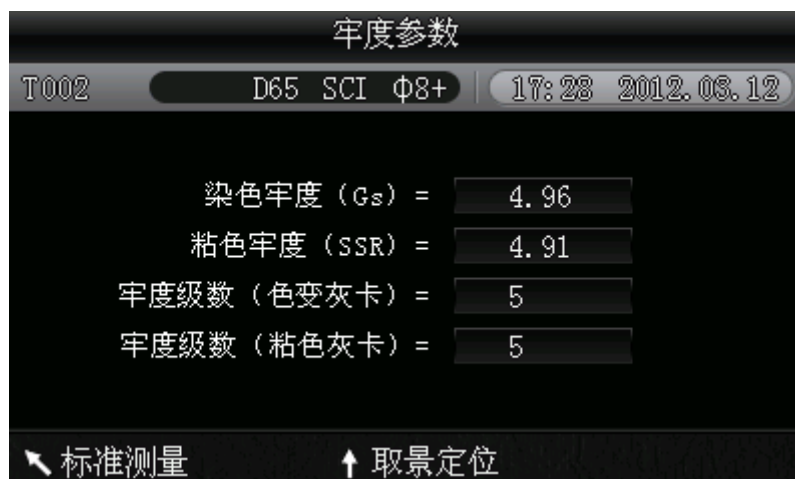 牢度参数
T002 D65 SCI Φ8+ 17:28 2012.03.12
染色牢度（Gs）= 4.96
粘色牢度（SSR）= 4.91
牢度级数（色变灰卡）= 5
牢度级数（粘色灰卡）= 5
标准测量 取景定位